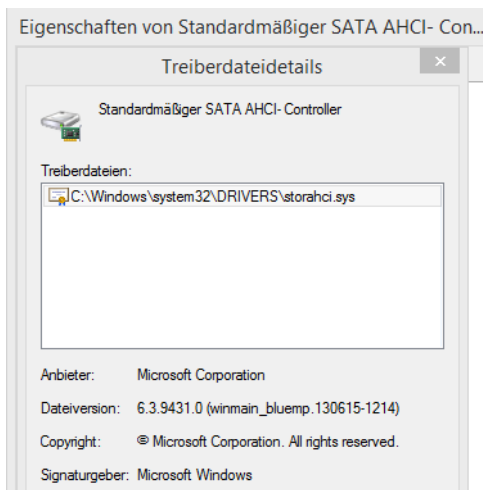 Eigenschaften von Standardmäßiger SATA AHCI- Con...
Treiberdateidetails
Standardmäßiger SATA AHCI- Controller
Treiberdateien:
C:\Windows\system32\DRIVERS\storahci.sys
Anbieter: Microsoft Corporation
Dateiversion: 6.3.9431.0 (winmain_bluemp.130615-1214)
Copyright: © Microsoft Corporation. All rights reserved.
Signaturgeber: Microsoft Windows